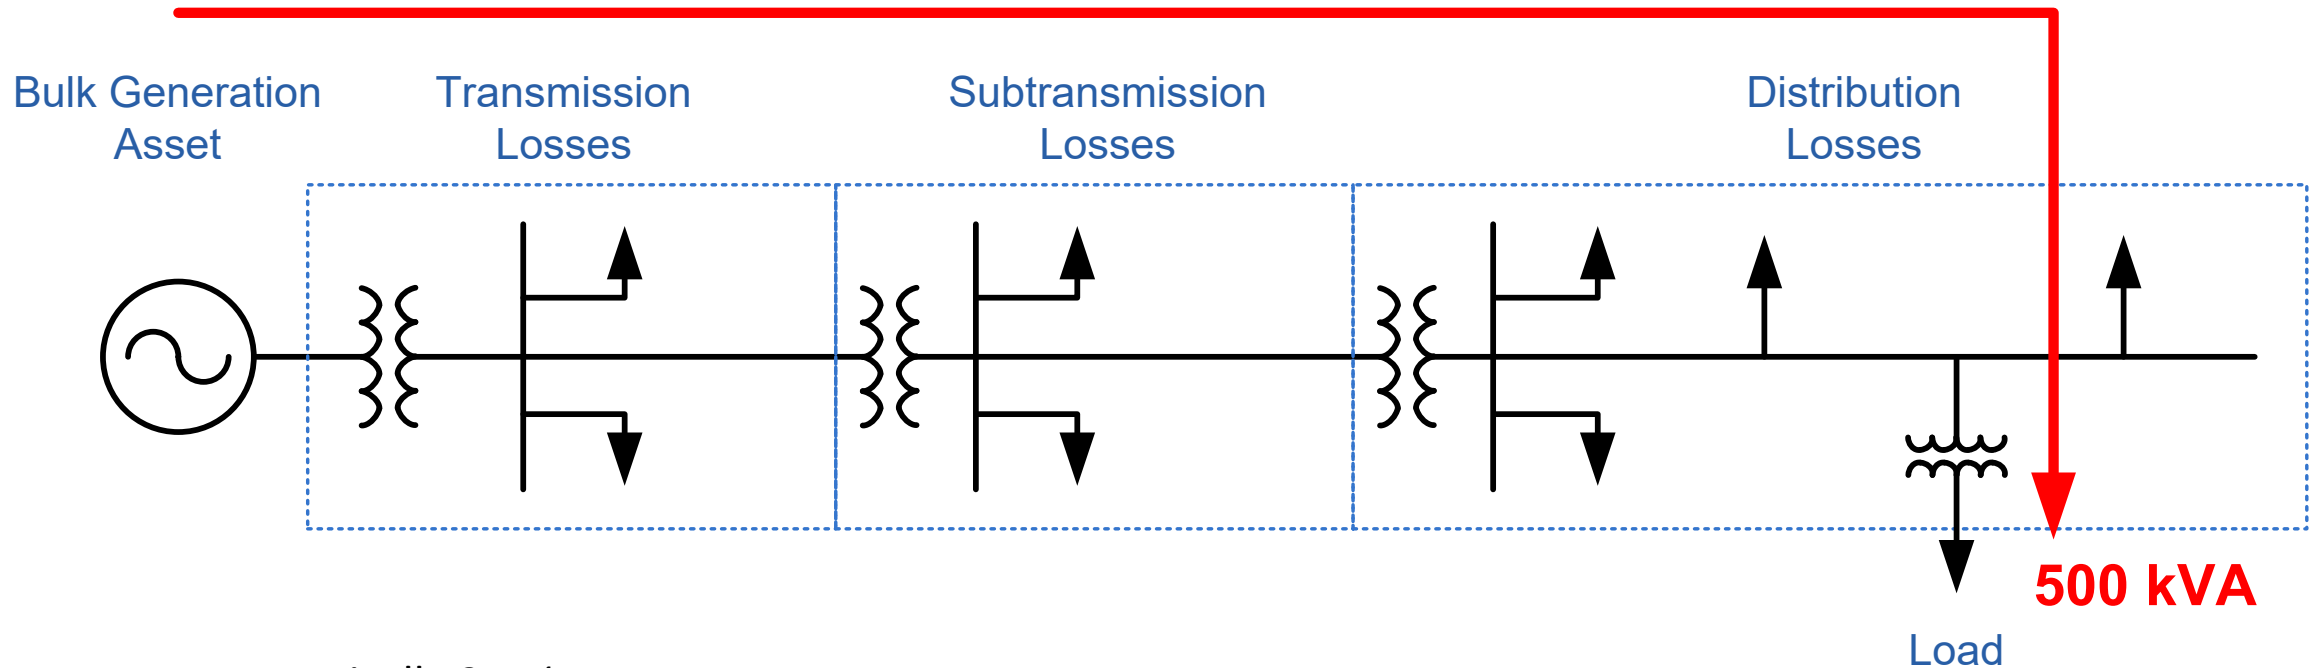 Bulk Generation
Asset
Transmission
Losses
Subtransmission
Losses
Distribution
Losses
500 kVA
Load